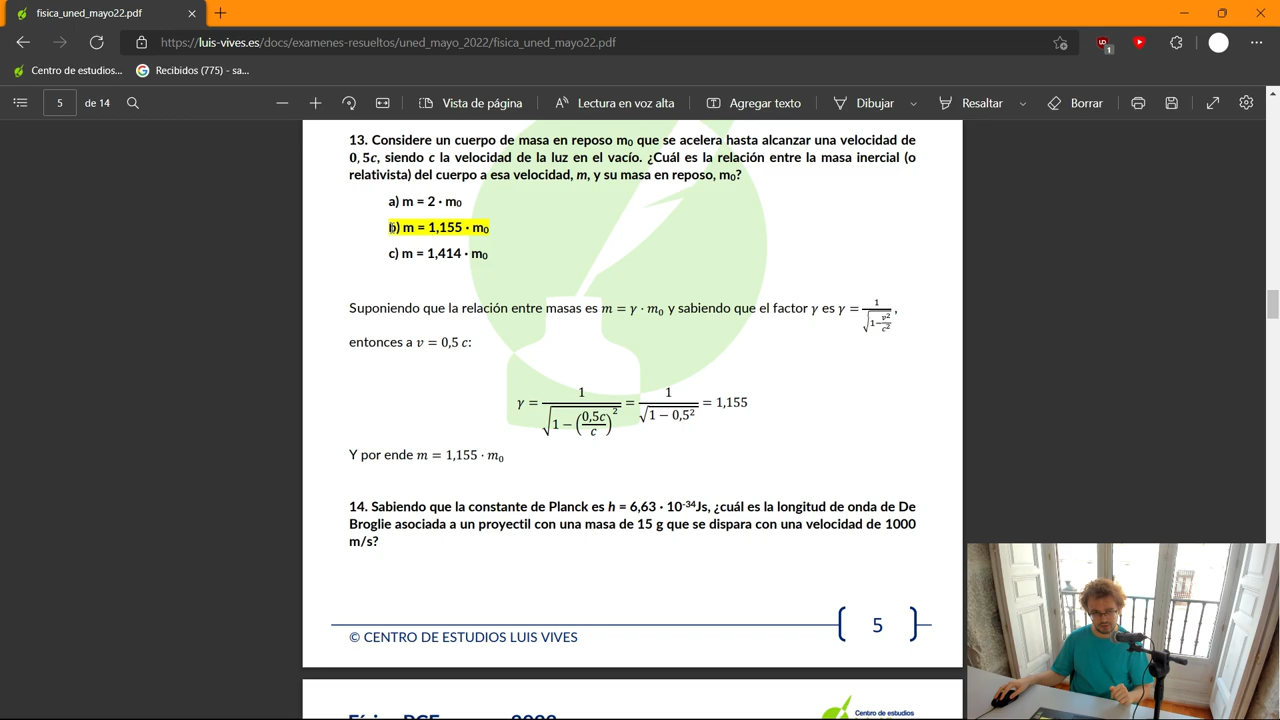 fisica_uned_mayo22.pdf
https://luis-vives.es/docs/examenes-resueltos/uned_mayo_2022/fisica_uned_mayo22.pdf
1
Centro de estudios...
Recibidos (775) - sa...
5 de 14
Vista de página
Lectura en voz alta
Agregar texto
Dibujar
Resaltar
Borrar
13. Considere un cuerpo de masa en reposo m₀ que se acelera hasta alcanzar una velocidad de
0,5c, siendo c la velocidad de la luz en el vacío. ¿Cuál es la relación entre la masa inercial (o
relativista) del cuerpo a esa velocidad, m, y su masa en reposo, m₀?
a) m = 2 · m₀
b) m = 1,155 · m₀
c) m = 1,414 · m₀
Suponiendo que la relación entre masas es m = γ · m₀ y sabiendo que el factor γ es γ = 1/√(1−v²/c²),
entonces a v = 0,5 c:
γ = 1/√(1 − (0,5c/c)²) = 1/√(1 − 0,5²) = 1,155
Y por ende m = 1,155 · m₀
14. Sabiendo que la constante de Planck es h = 6,63 · 10⁻³⁴Js, ¿cuál es la longitud de onda de De
Broglie asociada a un proyectil con una masa de 15 g que se dispara con una velocidad de 1000
m/s?
5
© CENTRO DE ESTUDIOS LUIS VIVES
Centro de estudios